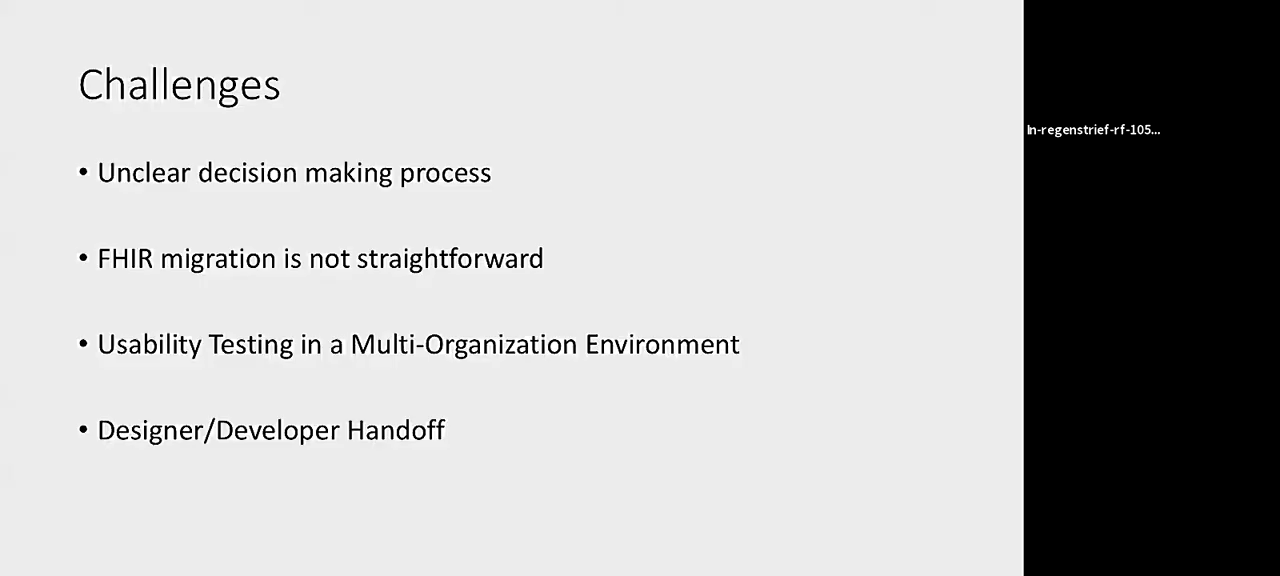 Challenges
• Unclear decision making process
• FHIR migration is not straightforward
• Usability Testing in a Multi-Organization Environment
• Designer/Developer Handoff
In-regenstrief-rf-105...